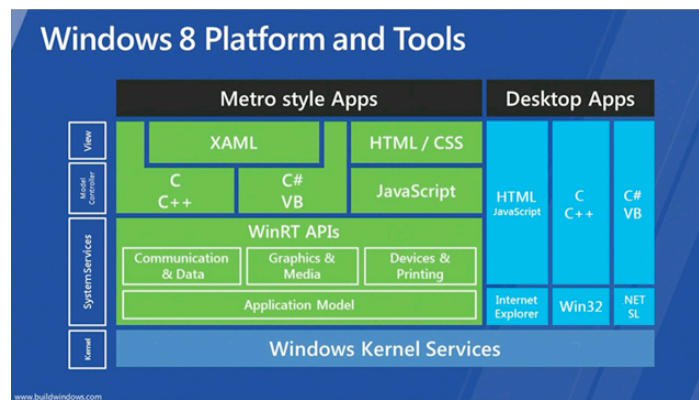 Windows 8 Platform and Tools
Metro style Apps
Desktop Apps
View
XAML
HTML / CSS
Model
Controller
C
C++
C#
VB
JavaScript
HTML
JavaScript
C
C++
C#
VB
System Services
WinRT APIs
Communication
& Data
Graphics &
Media
Devices &
Printing
Application Model
Internet
Explorer
Win32
.NET
SL
Kernel
Windows Kernel Services
www.buildwindows.com